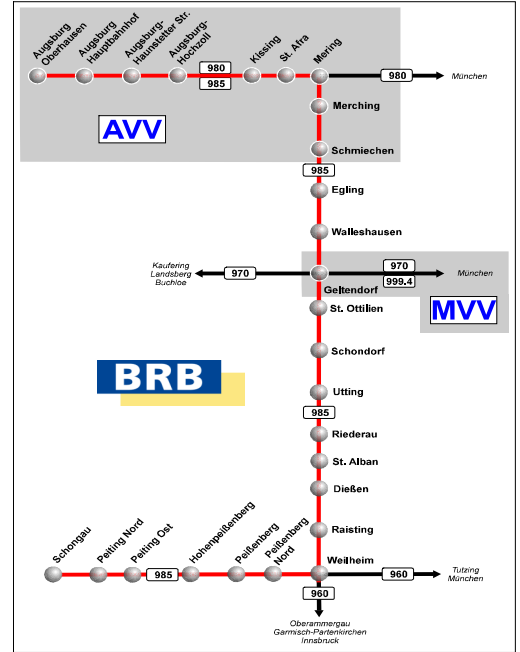 Augsburg
Oberhausen
Augsburg
Hauptbahnhof
Augsburg-
Haunstetter Str.
Augsburg-
Hochzoll
Kissing
St. Afra
Mering
980
985
980
München
Merching
AVV
Schmiechen
985
Egling
Walleshausen
Kaufering
Landsberg
Buchloe
970
970
999.4
München
Geltendorf
St. Ottilien
MVV
Schondorf
BRB
Utting
985
Riederau
St. Alban
Dießen
Raisting
Schongau
Peiting Nord
Peiting Ost
985
Hohenpeißenberg
Peißenberg
Peißenberg
Nord
Weilheim
960
Tutzing
München
960
Oberammergau
Garmisch-Partenkirchen
Innsbruck